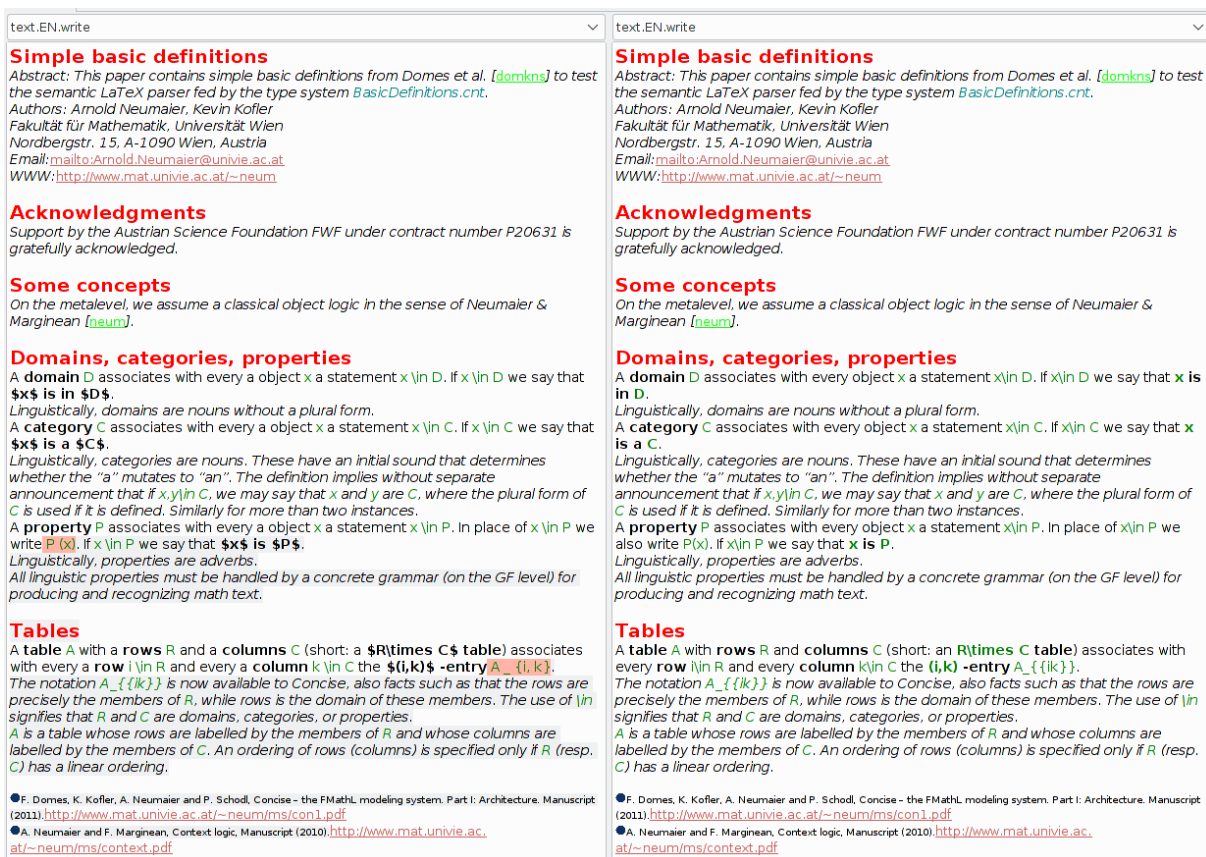 text.EN.write
Simple basic definitions
Abstract: This paper contains simple basic definitions from Domes et al. [domkns] to test
the semantic LaTeX parser fed by the type system BasicDefinitions.cnt.
Authors: Arnold Neumaier, Kevin Kofler
Fakultät für Mathematik, Universität Wien
Nordbergstr. 15, A-1090 Wien, Austria
Email:mailto:Arnold.Neumaier@univie.ac.at
WWW:http://www.mat.univie.ac.at/~neum
Acknowledgments
Support by the Austrian Science Foundation FWF under contract number P20631 is
gratefully acknowledged.
Some concepts
On the metalevel, we assume a classical object logic in the sense of Neumaier &
Marginean [neum].
Domains, categories, properties
A domain D associates with every a object x a statement x \in D. If x \in D we say that
$x$ is in $D$.
Linguistically, domains are nouns without a plural form.
A category C associates with every a object x a statement x \in C. If x \in C we say that
$x$ is a $C$.
Linguistically, categories are nouns. These have an initial sound that determines
whether the “a” mutates to “an”. The definition implies without separate
announcement that if x,y\in C, we may say that x and y are C, where the plural form of
C is used if it is defined. Similarly for more than two instances.
A property P associates with every a object x a statement x \in P. In place of x \in P we
write P (x). If x \in P we say that $x$ is $P$.
Linguistically, properties are adverbs.
All linguistic properties must be handled by a concrete grammar (on the GF level) for
producing and recognizing math text.
Tables
A table A with a rows R and a columns C (short: a $R\times C$ table) associates
with every a row i \in R and every a column k \in C the $(i,k)$ -entry A _ {i, k}.
The notation A_{{ik}} is now available to Concise, also facts such as that the rows are
precisely the members of R, while rows is the domain of these members. The use of \in
signifies that R and C are domains, categories, or properties.
A is a table whose rows are labelled by the members of R and whose columns are
labelled by the members of C. An ordering of rows (columns) is specified only if R (resp.
C) has a linear ordering.
●F. Domes, K. Kofler, A. Neumaier and P. Schodl, Concise – the FMathL modeling system. Part I: Architecture. Manuscript
(2011).http://www.mat.univie.ac.at/~neum/ms/con1.pdf
●A. Neumaier and F. Marginean, Context logic, Manuscript (2010).http://www.mat.univie.ac.
at/~neum/ms/context.pdf
text.EN.write
Simple basic definitions
Abstract: This paper contains simple basic definitions from Domes et al. [domkns] to test
the semantic LaTeX parser fed by the type system BasicDefinitions.cnt.
Authors: Arnold Neumaier, Kevin Kofler
Fakultät für Mathematik, Universität Wien
Nordbergstr. 15, A-1090 Wien, Austria
Email:mailto:Arnold.Neumaier@univie.ac.at
WWW:http://www.mat.univie.ac.at/~neum
Acknowledgments
Support by the Austrian Science Foundation FWF under contract number P20631 is
gratefully acknowledged.
Some concepts
On the metalevel, we assume a classical object logic in the sense of Neumaier &
Marginean [neum].
Domains, categories, properties
A domain D associates with every object x a statement x\in D. If x\in D we say that x is
in D.
Linguistically, domains are nouns without a plural form.
A category C associates with every object x a statement x\in C. If x\in C we say that x
is a C.
Linguistically, categories are nouns. These have an initial sound that determines
whether the “a” mutates to “an”. The definition implies without separate
announcement that if x,y\in C, we may say that x and y are C, where the plural form of
C is used if it is defined. Similarly for more than two instances.
A property P associates with every object x a statement x\in P. In place of x\in P we
also write P(x). If x\in P we say that x is P.
Linguistically, properties are adverbs.
All linguistic properties must be handled by a concrete grammar (on the GF level) for
producing and recognizing math text.
Tables
A table A with rows R and columns C (short: an R\times C table) associates with
every row i\in R and every column k\in C the (i,k) -entry A_{{ik}}.
The notation A_{{ik}} is now available to Concise, also facts such as that the rows are
precisely the members of R, while rows is the domain of these members. The use of \in
signifies that R and C are domains, categories, or properties.
A is a table whose rows are labelled by the members of R and whose columns are
labelled by the members of C. An ordering of rows (columns) is specified only if R (resp.
C) has a linear ordering.
●F. Domes, K. Kofler, A. Neumaier and P. Schodl, Concise – the FMathL modeling system. Part I: Architecture. Manuscript
(2011).http://www.mat.univie.ac.at/~neum/ms/con1.pdf
●A. Neumaier and F. Marginean, Context logic, Manuscript (2010).http://www.mat.univie.ac.
at/~neum/ms/context.pdf